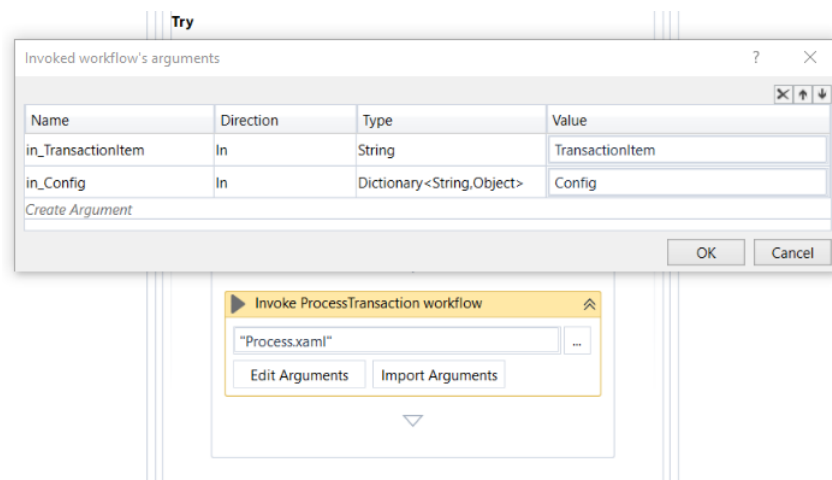 Try
Invoked workflow's arguments
Name Direction Type Value
in_TransactionItem In String TransactionItem
in_Config In Dictionary<String,Object> Config
Create Argument
OK Cancel
Invoke ProcessTransaction workflow
"Process.xaml" ...
Edit Arguments Import Arguments